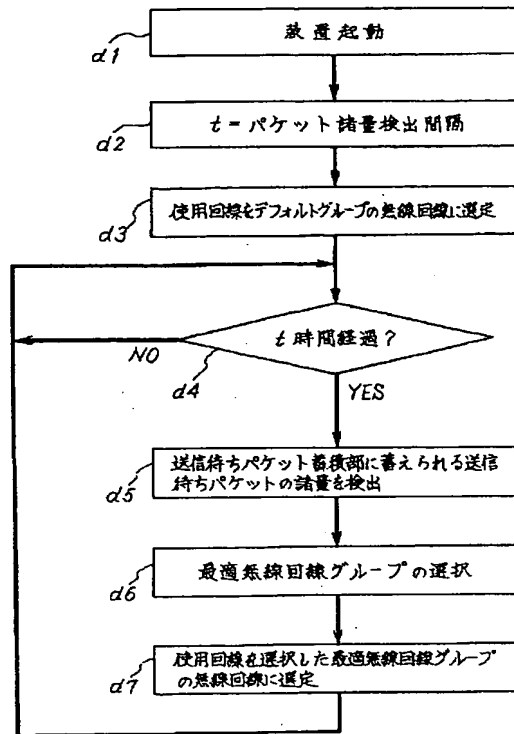 装置起動
d1
t=パケット諸量検出間隔
d2
使用回線をデフォルトグループの無線回線に選定
d3
t時間経過?
NO
d4
YES
送信待ちパケット蓄積部に蓄えられる送信
待ちパケットの諸量を検出
d5
最適無線回線グループの選択
d6
使用回線を選択した最適無線回線グループ
の無線回線に選定
d7